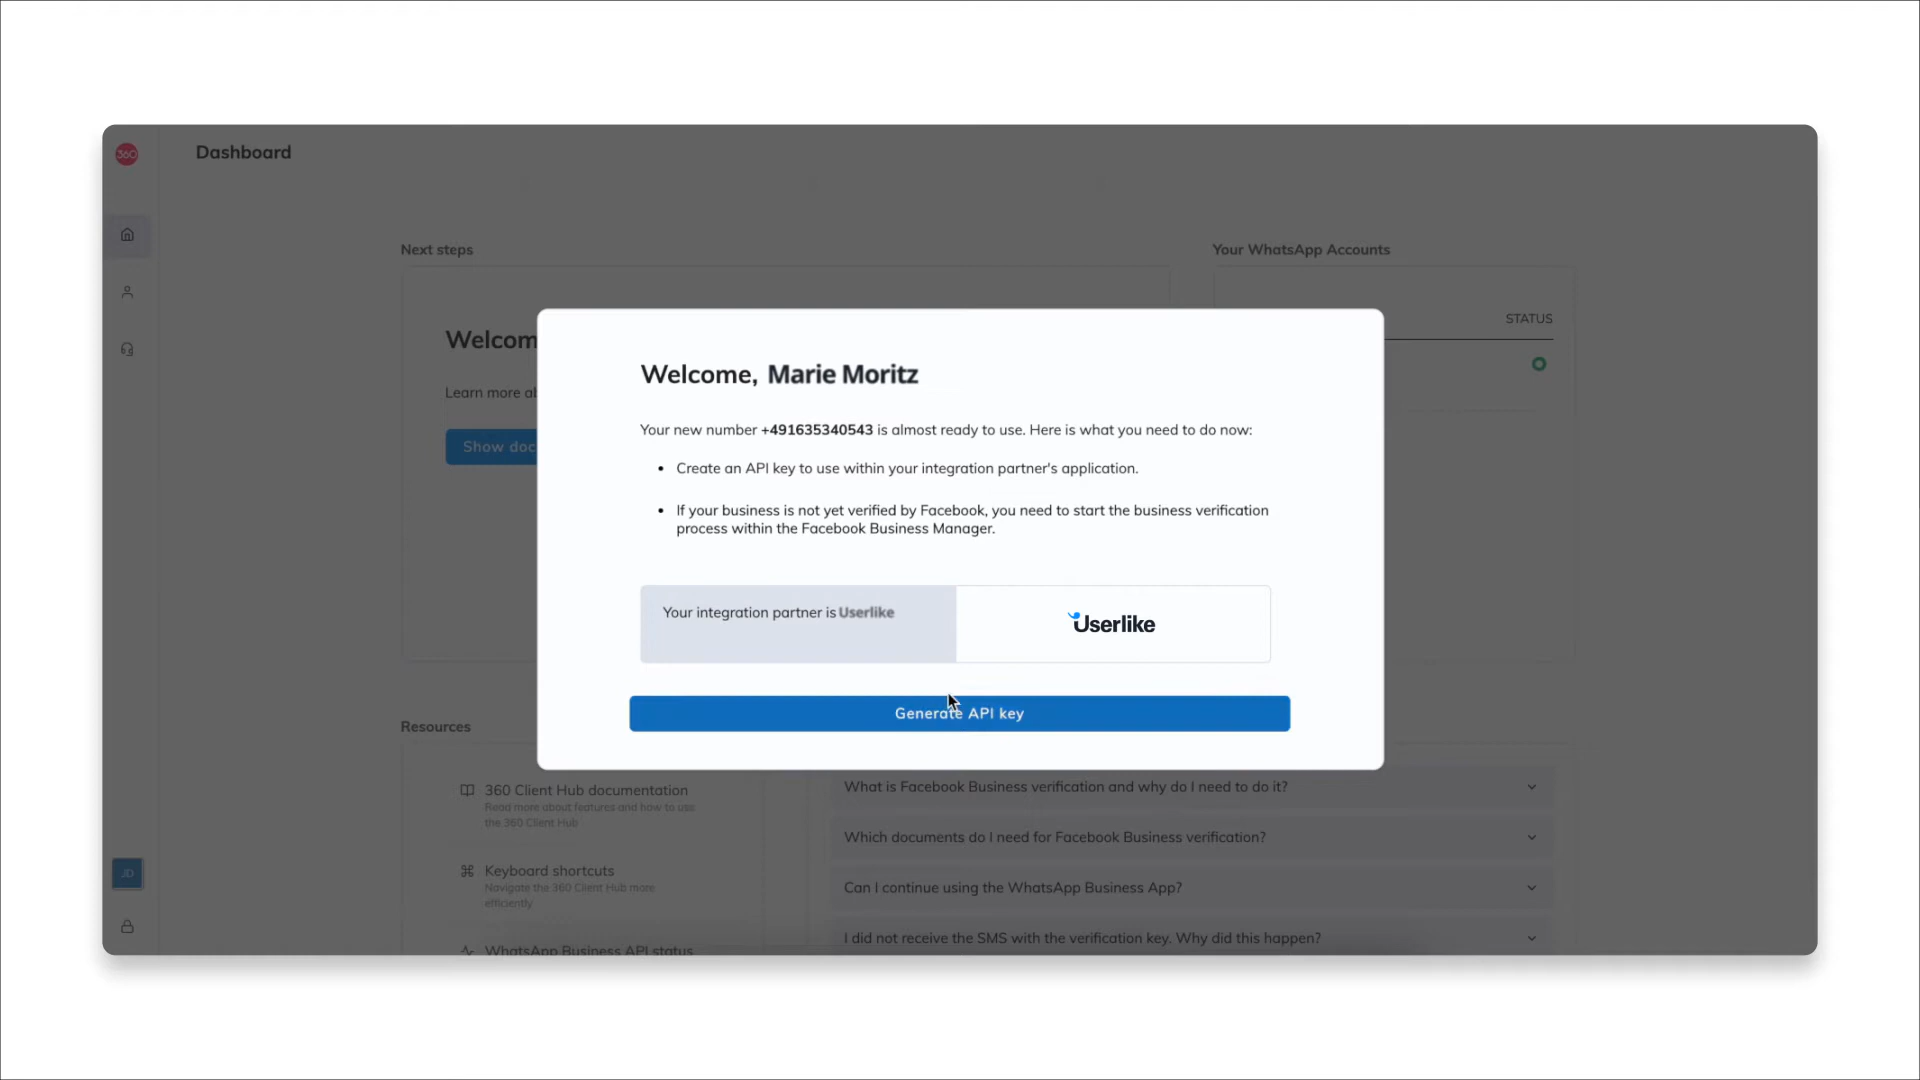 360
Dashboard
Next steps
Your WhatsApp Accounts
STATUS
Welcom
Learn more ab
Show doc
Welcome, Marie Moritz
Your new number +491635340543 is almost ready to use. Here is what you need to do now:
• Create an API key to use within your integration partner's application.
• If your business is not yet verified by Facebook, you need to start the business verification
process within the Facebook Business Manager.
Your integration partner is Userlike
Userlike
Generate API key
Resources
360 Client Hub documentation
Read more about features and how to use
the 360 Client Hub
Keyboard shortcuts
Navigate the 360 Client Hub more
efficiently
WhatsApp Business API status
What is Facebook Business verification and why do I need to do it?
Which documents do I need for Facebook Business verification?
Can I continue using the WhatsApp Business App?
I did not receive the SMS with the verification key. Why did this happen?
JD